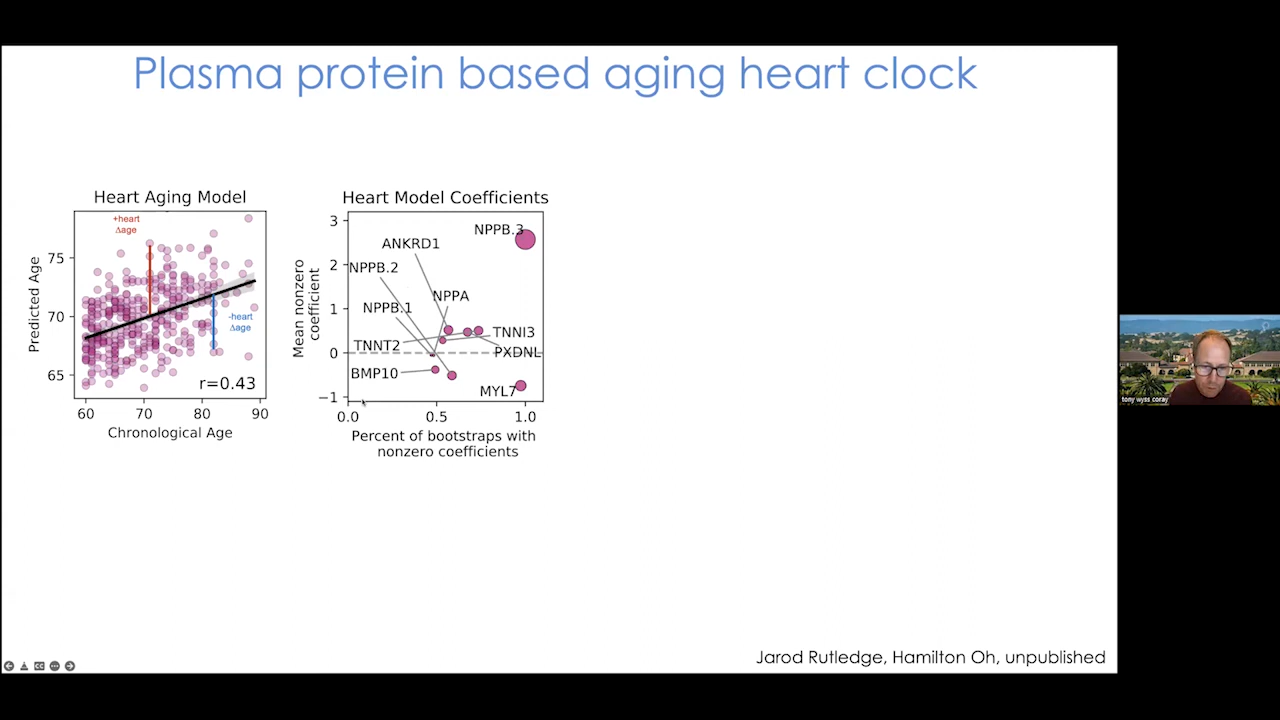 Plasma protein based aging heart clock
Heart Aging Model
+heart
Δage
-heart
Δage
r=0.43
75
70
65
60
70
80
90
Predicted Age
Chronological Age
Heart Model Coefficients
NPPB.3
ANKRD1
NPPB.2
NPPA
NPPB.1
TNNI3
TNNT2
PXDNL
BMP10
MYL7
3
2
1
0
−1
0.0
0.5
1.0
Mean nonzero
coefficient
Percent of bootstraps with
nonzero coefficients
tony wyss coray
Jarod Rutledge, Hamilton Oh, unpublished